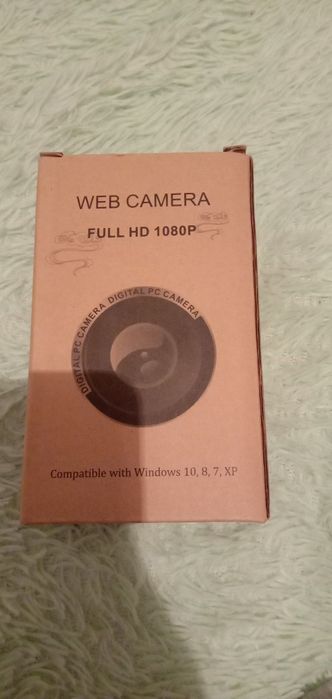 WEB CAMERA
FULL HD 1080P
DIGITAL PC CAMERA DIGITAL PC CAMERA
Compatible with Windows 10, 8, 7, XP